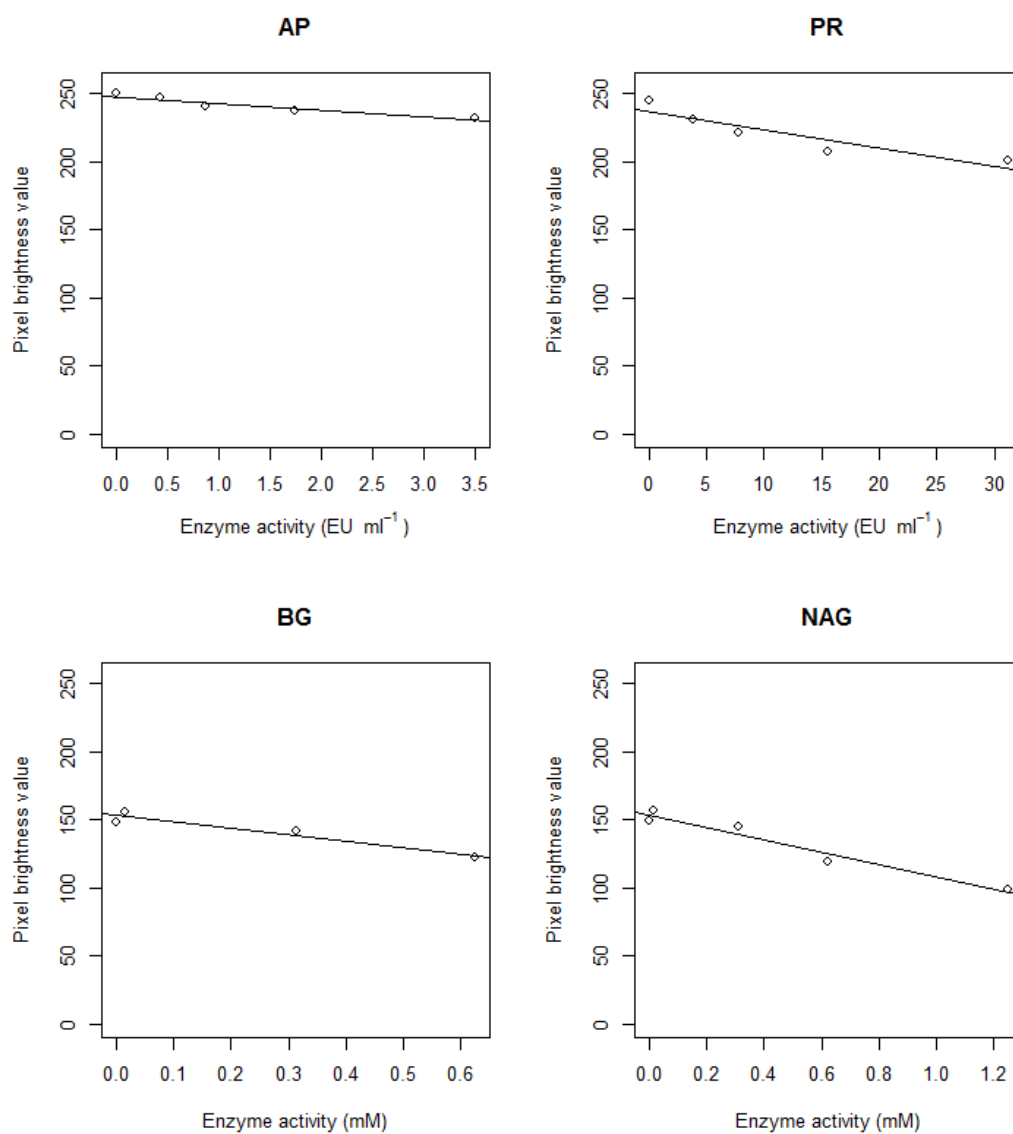 AP
Pixel brightness value
0 50 100 150 200 250
0.0 0.5 1.0 1.5 2.0 2.5 3.0 3.5
Enzyme activity (EU ml⁻¹ )
PR
Pixel brightness value
0 50 100 150 200 250
0 5 10 15 20 25 30
Enzyme activity (EU ml⁻¹ )
BG
Pixel brightness value
0 50 100 150 200 250
0.0 0.1 0.2 0.3 0.4 0.5 0.6
Enzyme activity (mM)
NAG
Pixel brightness value
0 50 100 150 200 250
0.0 0.2 0.4 0.6 0.8 1.0 1.2
Enzyme activity (mM)